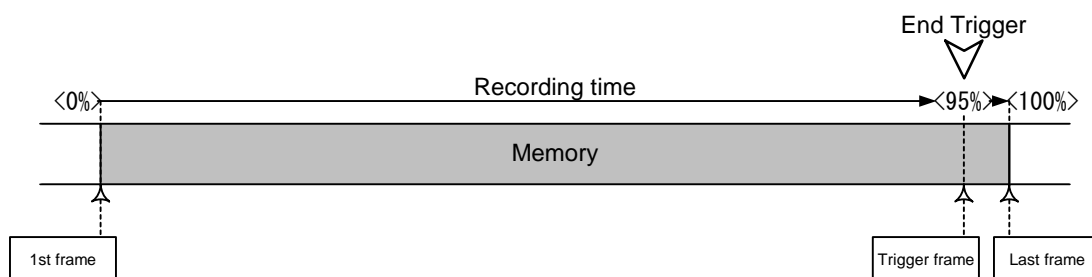 End Trigger
Recording time
<0%>
<95%>
<100%>
Memory
1st frame
Trigger frame
Last frame